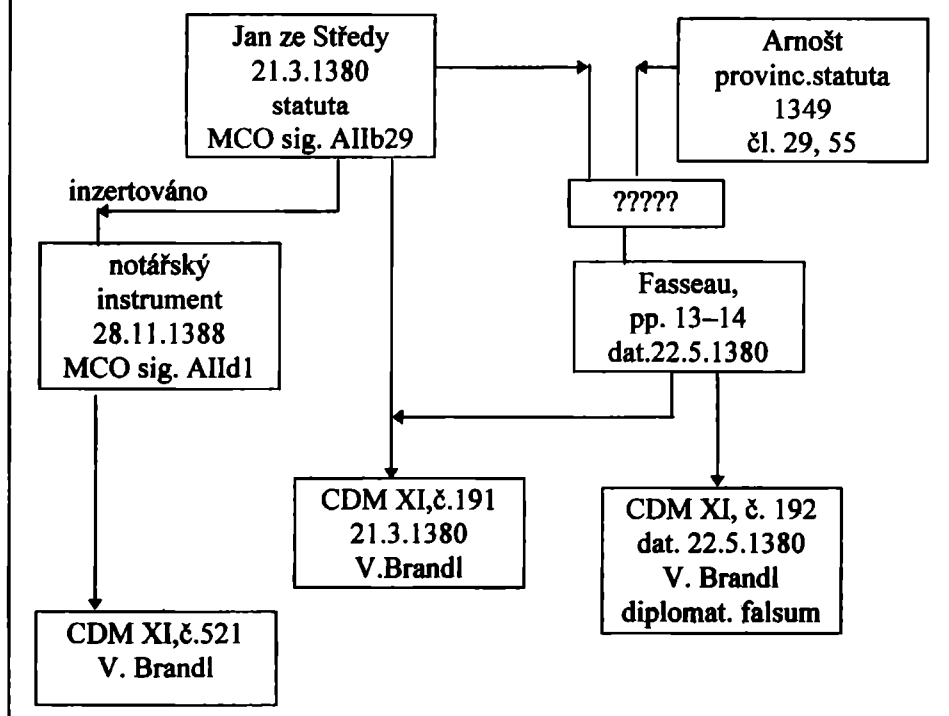 Jan ze Středy
21.3.1380
statuta
MCO sig. AIIb29
Arnošt
provinc.statuta
1349
čl. 29, 55
inzertováno
?????
notářský
instrument
28.11.1388
MCO sig. AIId1
Fasseau,
pp. 13–14
dat.22.5.1380
CDM XI,č.191
21.3.1380
V.Brandl
CDM XI, č. 192
dat. 22.5.1380
V. Brandl
diplomat. falsum
CDM XI,č.521
V. Brandl